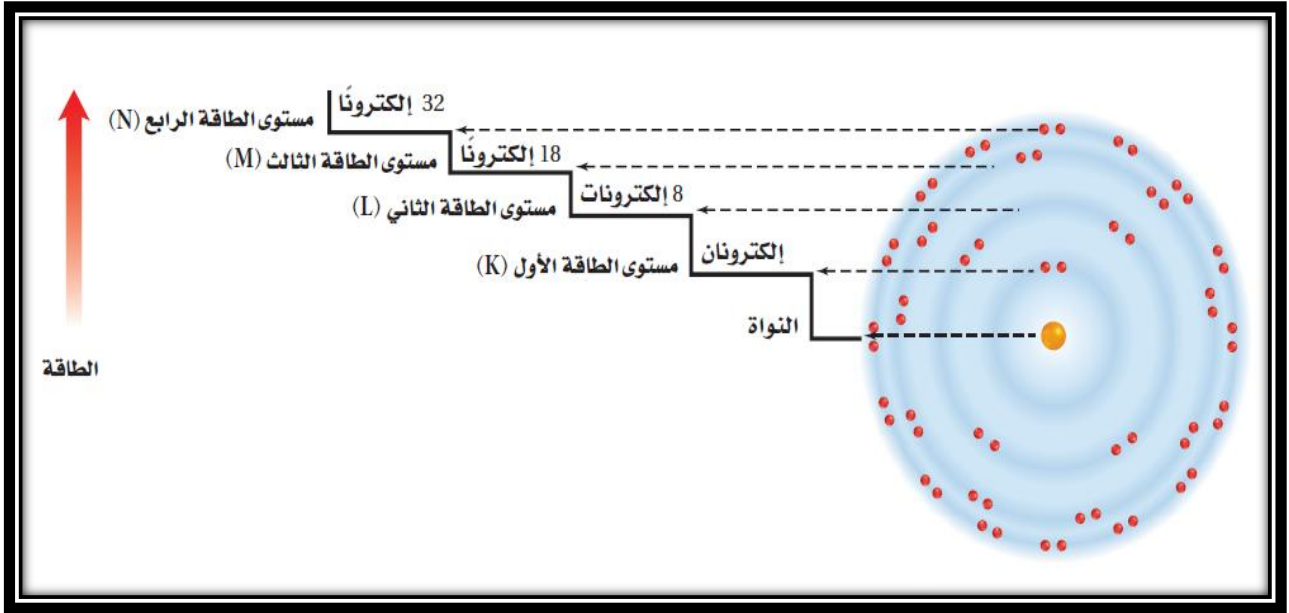 32 إلكترونًا
مستوى الطاقة الرابع (N)
18 إلكترونًا
مستوى الطاقة الثالث (M)
8 إلكترونات
مستوى الطاقة الثاني (L)
إلكترونان
مستوى الطاقة الأول (K)
النواة
الطاقة